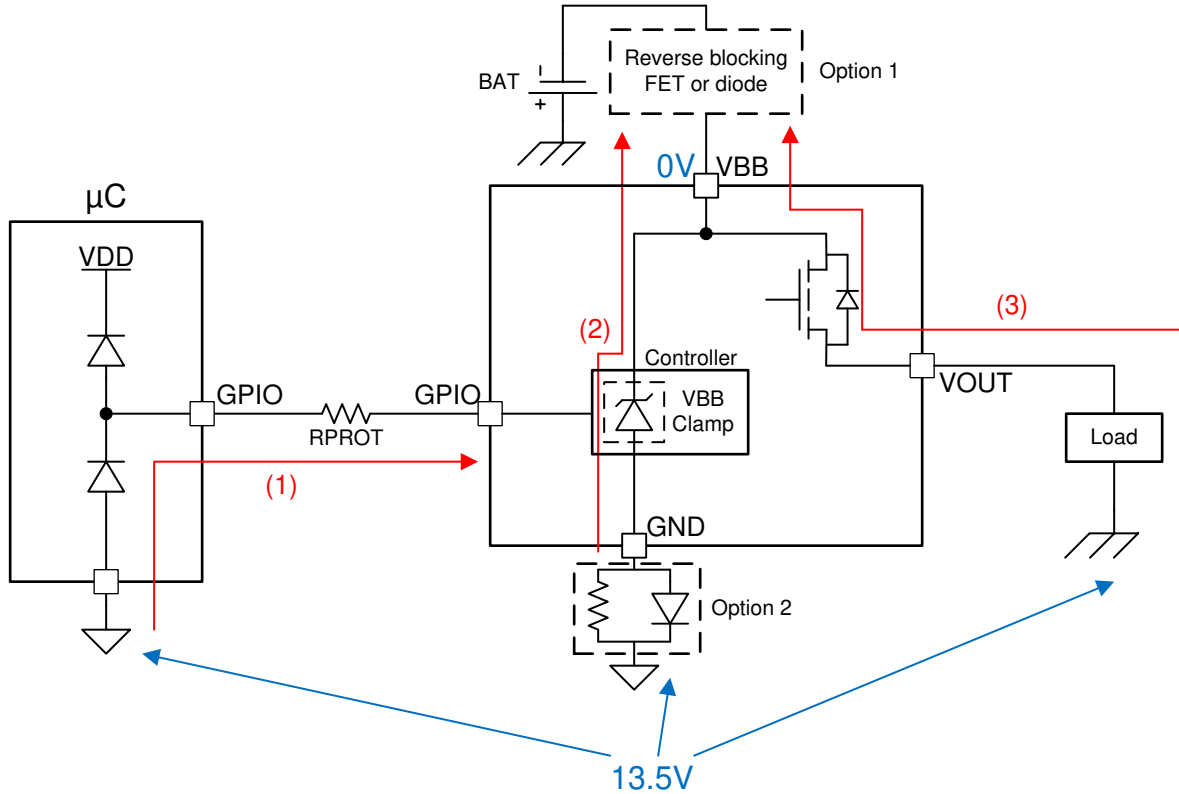 Reverse blocking
FET or diode
Option 1
BAT
-
+
0V
VBB
µC
VDD
(2)
(3)
Controller
VBB
Clamp
GPIO
RPROT
GPIO
VOUT
Load
(1)
GND
Option 2
13.5V